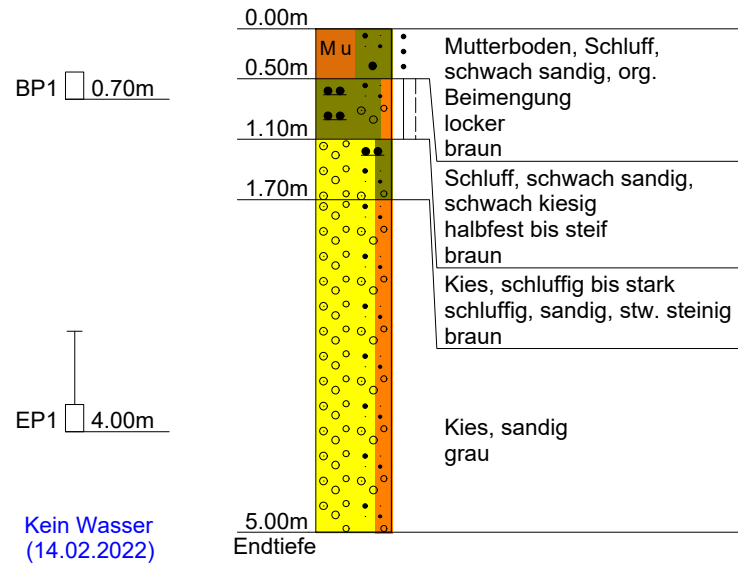 0.00m
M u
0.50m
1.10m
1.70m
5.00m
Endtiefe
BP1 0.70m
EP1 4.00m
Kein Wasser
(14.02.2022)
Mutterboden, Schluff,
schwach sandig, org.
Beimengung
locker
braun
Schluff, schwach sandig,
schwach kiesig
halbfest bis steif
braun
Kies, schluffig bis stark
schluffig, sandig, stw. steinig
braun
Kies, sandig
grau